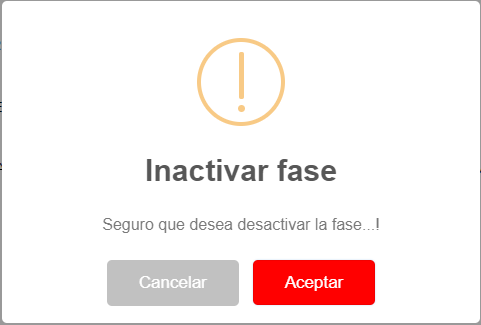 Inactivar fase
Seguro que desea desactivar la fase...!
Cancelar
Aceptar